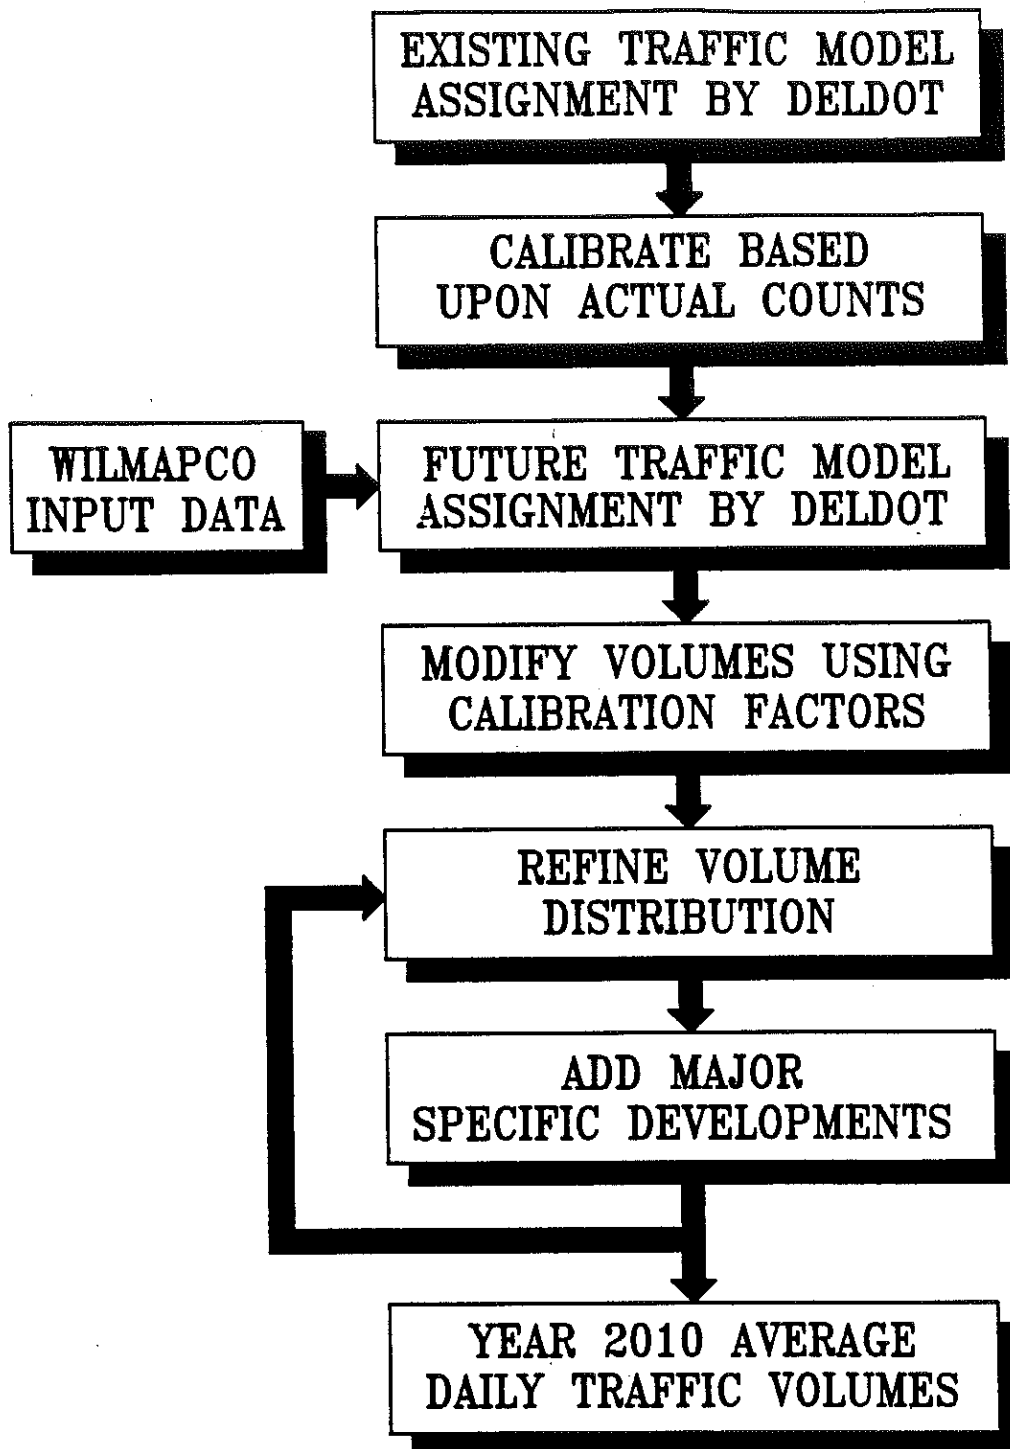 EXISTING TRAFFIC MODEL
ASSIGNMENT BY DELDOT
CALIBRATE BASED
UPON ACTUAL COUNTS
WILMAPCO
INPUT DATA
FUTURE TRAFFIC MODEL
ASSIGNMENT BY DELDOT
MODIFY VOLUMES USING
CALIBRATION FACTORS
REFINE VOLUME
DISTRIBUTION
ADD MAJOR
SPECIFIC DEVELOPMENTS
YEAR 2010 AVERAGE
DAILY TRAFFIC VOLUMES